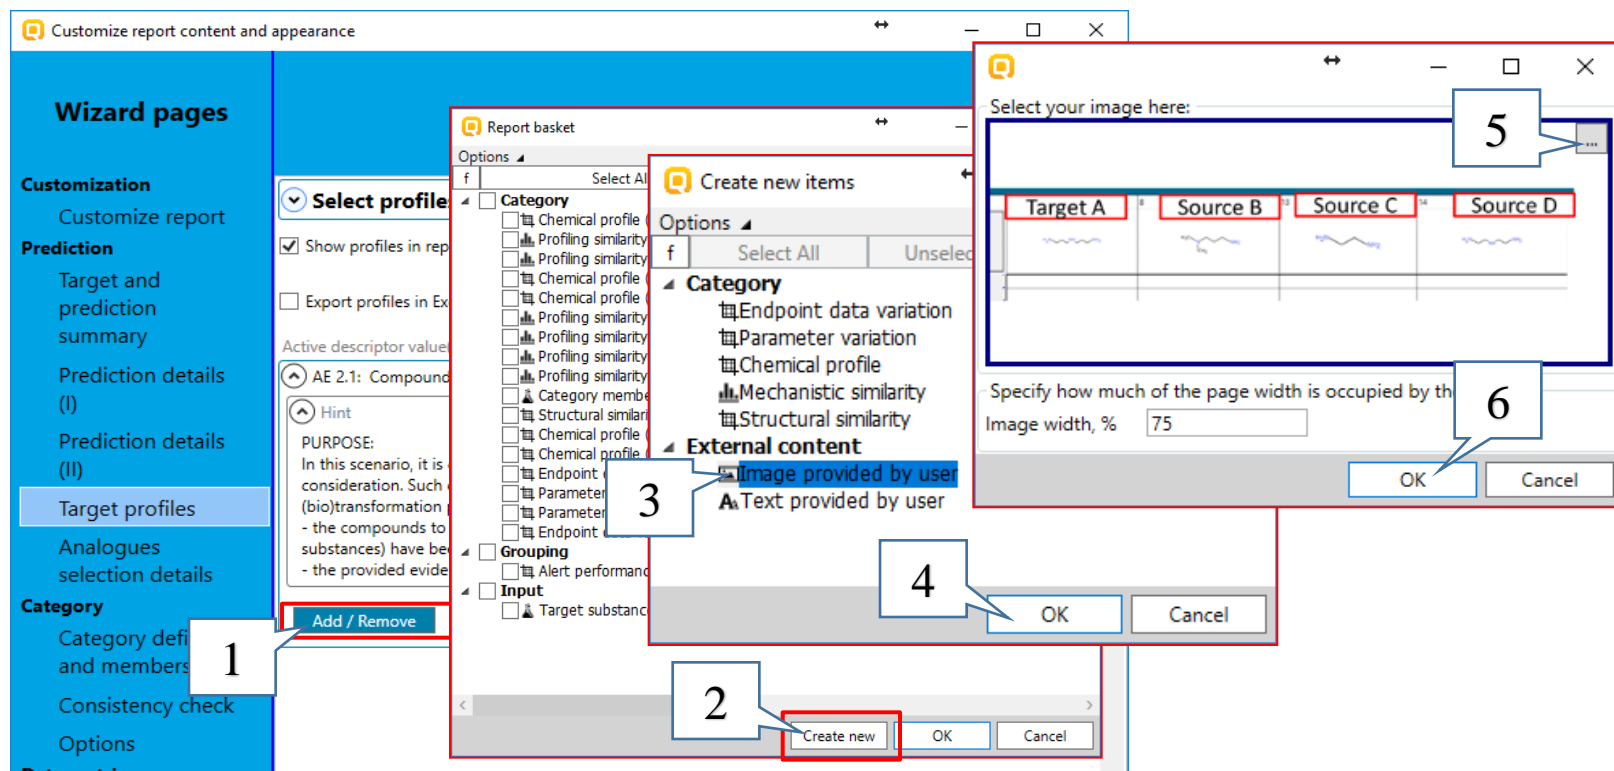 Customize report content and appearance
Wizard pages
Customization
Customize report
Prediction
Target and
prediction
summary
Prediction details
(I)
Prediction details
(II)
Target profiles
Analogues
selection details
Category
Category defi
and members
Consistency check
Options
Select profile
Show profiles in rep
Export profiles in Ex
Active descriptor value
AE 2.1: Compound
Hint
PURPOSE:
In this scenario, it is
consideration. Such
(bio)transformation
- the compounds to
substances) have be
- the provided evide
Add / Remove
1
Report basket
Options
f Select Al
Category
Chemical profile (
Profiling similarity
Profiling similarity
Chemical profile (
Chemical profile (
Profiling similarity
Profiling similarity
Profiling similarity
Profiling similarity
Category membe
Structural similari
Chemical profile (
Chemical profile (
Endpoint
Parameter
Parameter
Endpoint
Grouping
Alert performanc
Input
Target substanc
2
Create new OK Cancel
Create new items
Options
f Select All Unselec
Category
Endpoint data variation
Parameter variation
Chemical profile
Mechanistic similarity
Structural similarity
External content
Image provided by user
Text provided by user
3
4
OK Cancel
Select your image here:
5
...
Target A Source B Source C Source D
Specify how much of the page width is occupied by the
Image width, % 75
6
OK Cancel